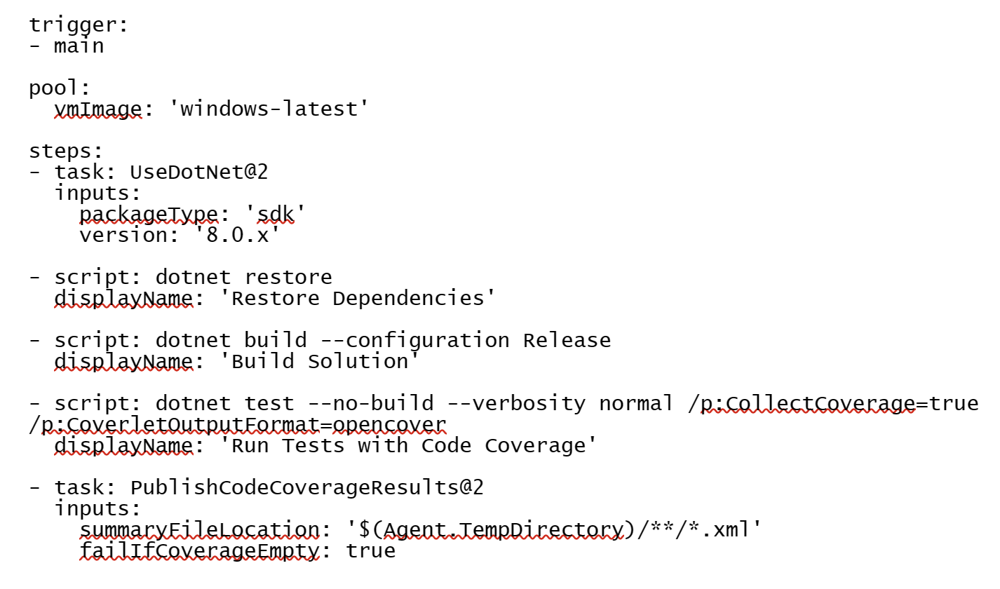 trigger:
- main

pool:
  vmImage: 'windows-latest'

steps:
- task: UseDotNet@2
  inputs:
    packageType: 'sdk'
    version: '8.0.x'

- script: dotnet restore
  displayName: 'Restore Dependencies'

- script: dotnet build --configuration Release
  displayName: 'Build Solution'

- script: dotnet test --no-build --verbosity normal /p:CollectCoverage=true
/p:CoverletOutputFormat=opencover
  displayName: 'Run Tests with Code Coverage'

- task: PublishCodeCoverageResults@2
  inputs:
    summaryFileLocation: '$(Agent.TempDirectory)/**/*.xml'
    failIfCoverageEmpty: true